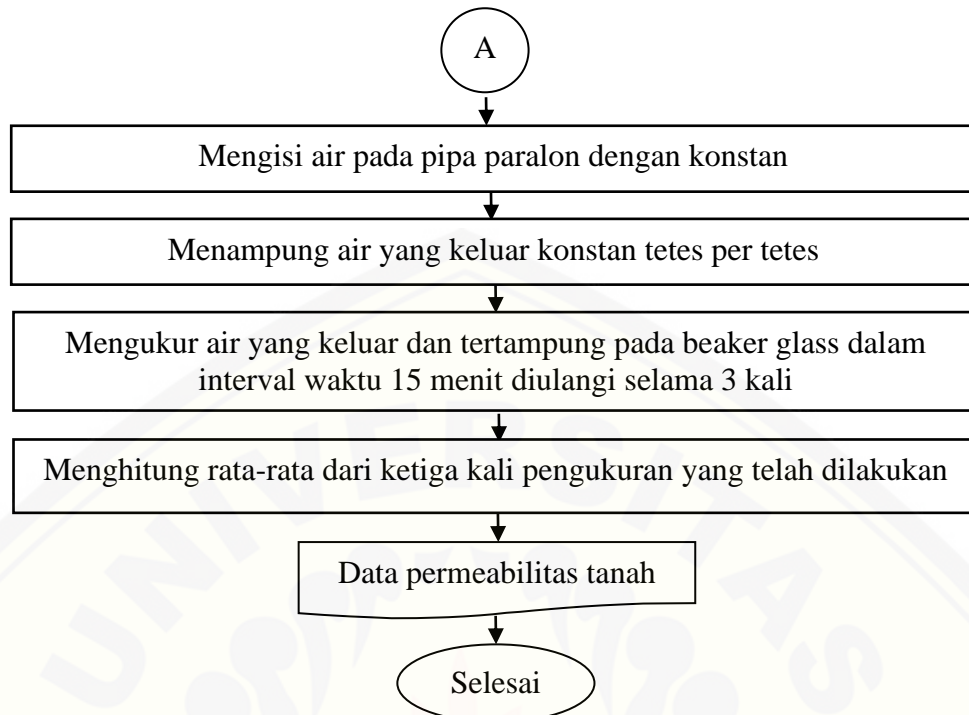 A
Mengisi air pada pipa paralon dengan konstan
Menampung air yang keluar konstan tetes per tetes
Mengukur air yang keluar dan tertampung pada beaker glass dalam
interval waktu 15 menit diulangi selama 3 kali
Menghitung rata-rata dari ketiga kali pengukuran yang telah dilakukan
Data permeabilitas tanah
Selesai
UNIVERSITAS